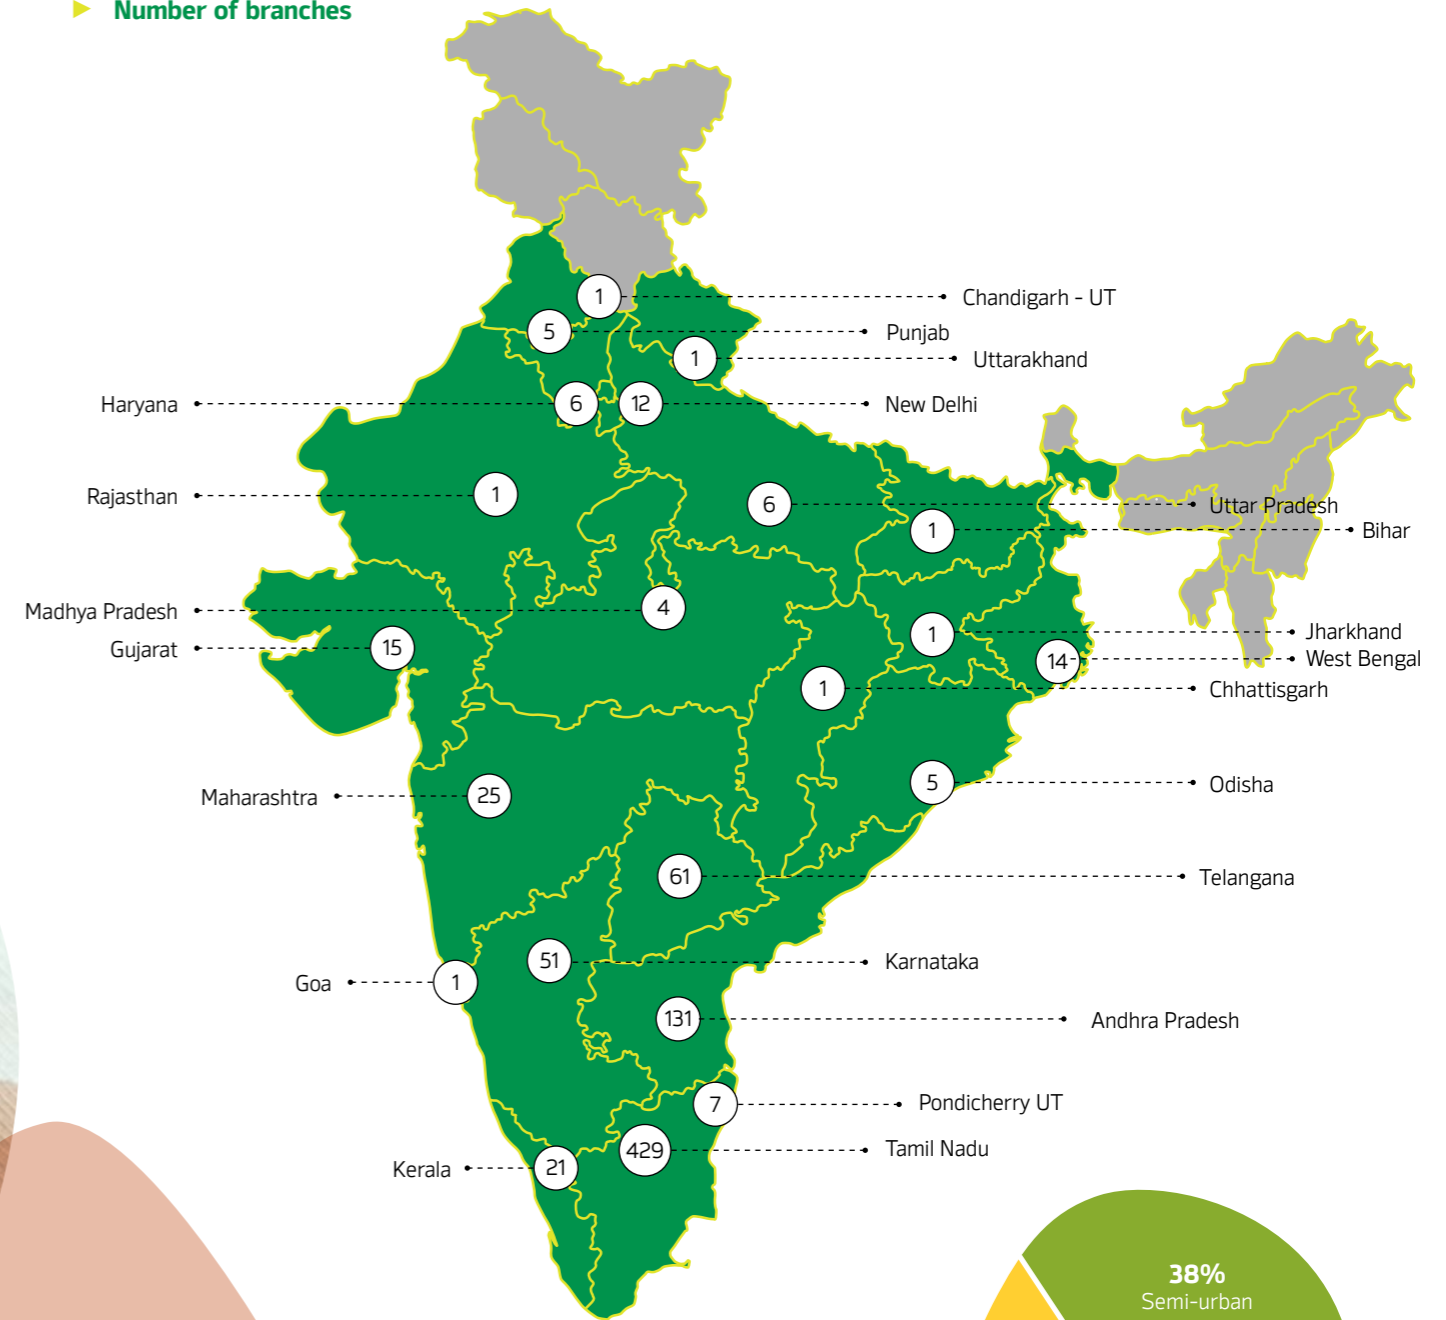 Number of branches
1
Chandigarh - UT
5
Punjab
1
Uttarakhand
Haryana
6
12
New Delhi
Rajasthan
1
6
Uttar Pradesh
1
Bihar
Madhya Pradesh
4
Gujarat
15
1
Jharkhand
14
West Bengal
1
Chhattisgarh
Maharashtra
25
5
Odisha
61
Telangana
51
Karnataka
Goa
1
131
Andhra Pradesh
7
Pondicherry UT
429
Tamil Nadu
Kerala
21
38%
Semi-urban